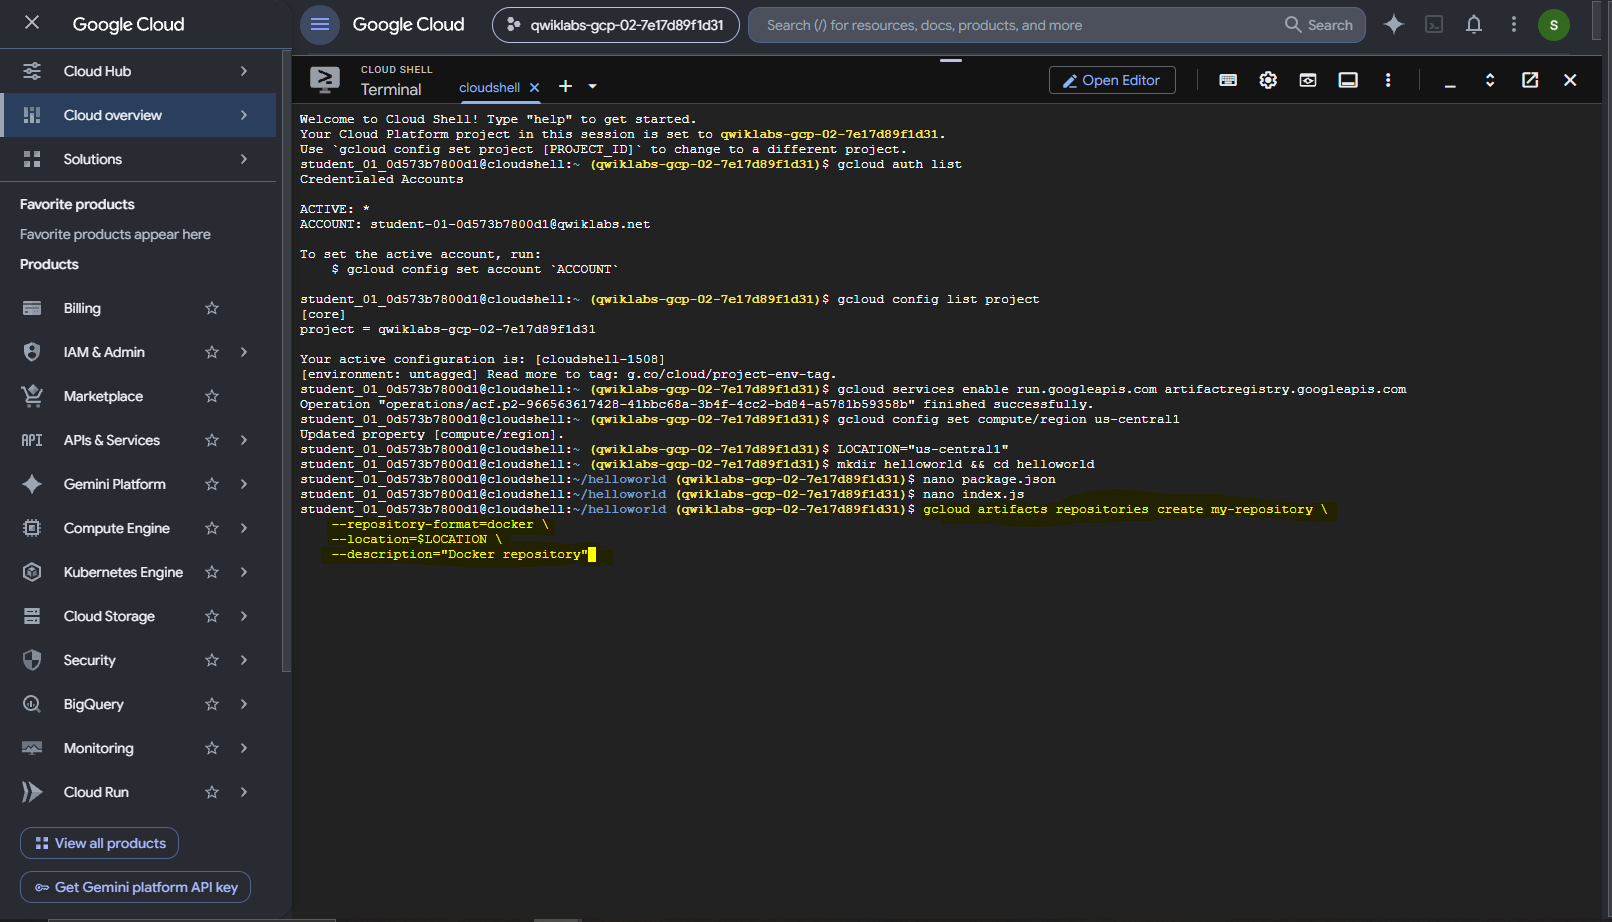 Google Cloud
Cloud Hub
Cloud overview
Solutions
Favorite products
Favorite products appear here
Products
Billing
IAM & Admin
Marketplace
API APIs & Services
Gemini Platform
Compute Engine
Kubernetes Engine
Cloud Storage
Security
BigQuery
Monitoring
Cloud Run
View all products
Get Gemini platform API key
Google Cloud
qwiklabs-gcp-02-7e17d89f1d31
Search (/) for resources, docs, products, and more
Search
S
CLOUD SHELL
Terminal
cloudshell
Open Editor
Welcome to Cloud Shell! Type "help" to get started.
Your Cloud Platform project in this session is set to qwiklabs-gcp-02-7e17d89f1d31.
Use `gcloud config set project [PROJECT_ID]` to change to a different project.
student_01_0d573b7800d1@cloudshell:~ (qwiklabs-gcp-02-7e17d89f1d31)$ gcloud auth list
Credentialed Accounts
ACTIVE: *
ACCOUNT: student-01-0d573b7800d1@qwiklabs.net
To set the active account, run:
$ gcloud config set account `ACCOUNT`
student_01_0d573b7800d1@cloudshell:~ (qwiklabs-gcp-02-7e17d89f1d31)$ gcloud config list project
[core]
project = qwiklabs-gcp-02-7e17d89f1d31
Your active configuration is: [cloudshell-1508]
[environment: untagged] Read more to tag: g.co/cloud/project-env-tag.
student_01_0d573b7800d1@cloudshell:~ (qwiklabs-gcp-02-7e17d89f1d31)$ gcloud services enable run.googleapis.com artifactregistry.googleapis.com
Operation "operations/acf.p2-966563617428-41bbc68a-3b4f-4cc2-bd84-a5781b59358b" finished successfully.
student_01_0d573b7800d1@cloudshell:~ (qwiklabs-gcp-02-7e17d89f1d31)$ gcloud config set compute/region us-central1
Updated property [compute/region].
student_01_0d573b7800d1@cloudshell:~ (qwiklabs-gcp-02-7e17d89f1d31)$ LOCATION="us-central1"
student_01_0d573b7800d1@cloudshell:~ (qwiklabs-gcp-02-7e17d89f1d31)$ mkdir helloworld && cd helloworld
student_01_0d573b7800d1@cloudshell:~/helloworld (qwiklabs-gcp-02-7e17d89f1d31)$ nano package.json
student_01_0d573b7800d1@cloudshell:~/helloworld (qwiklabs-gcp-02-7e17d89f1d31)$ nano index.js
student_01_0d573b7800d1@cloudshell:~/helloworld (qwiklabs-gcp-02-7e17d89f1d31)$ gcloud artifacts repositories create my-repository \
--repository-format=docker \
--location=$LOCATION \
--description="Docker repository"